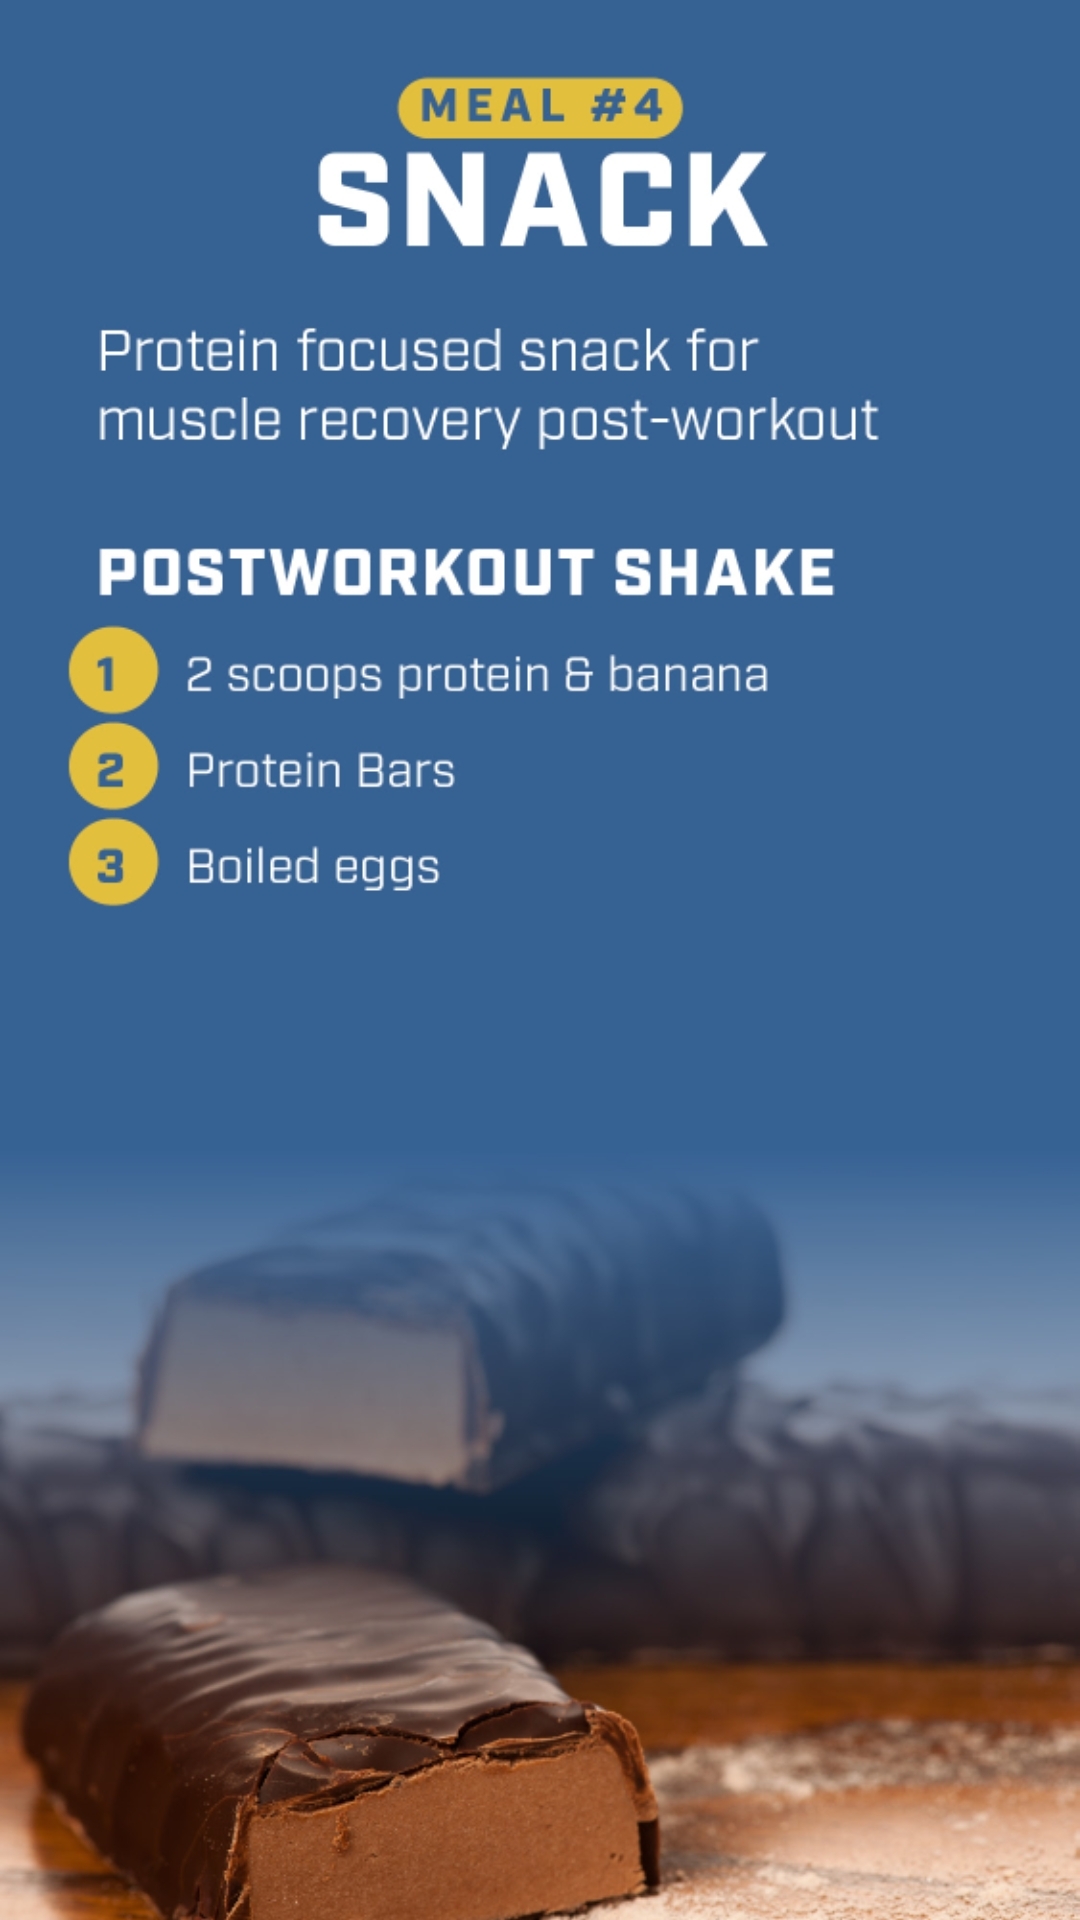 MEAL #4
SNACK
Protein focused snack for
muscle recovery post-workout
POSTWORKOUT SHAKE
1 2 scoops protein & banana
2 Protein Bars
3 Boiled eggs